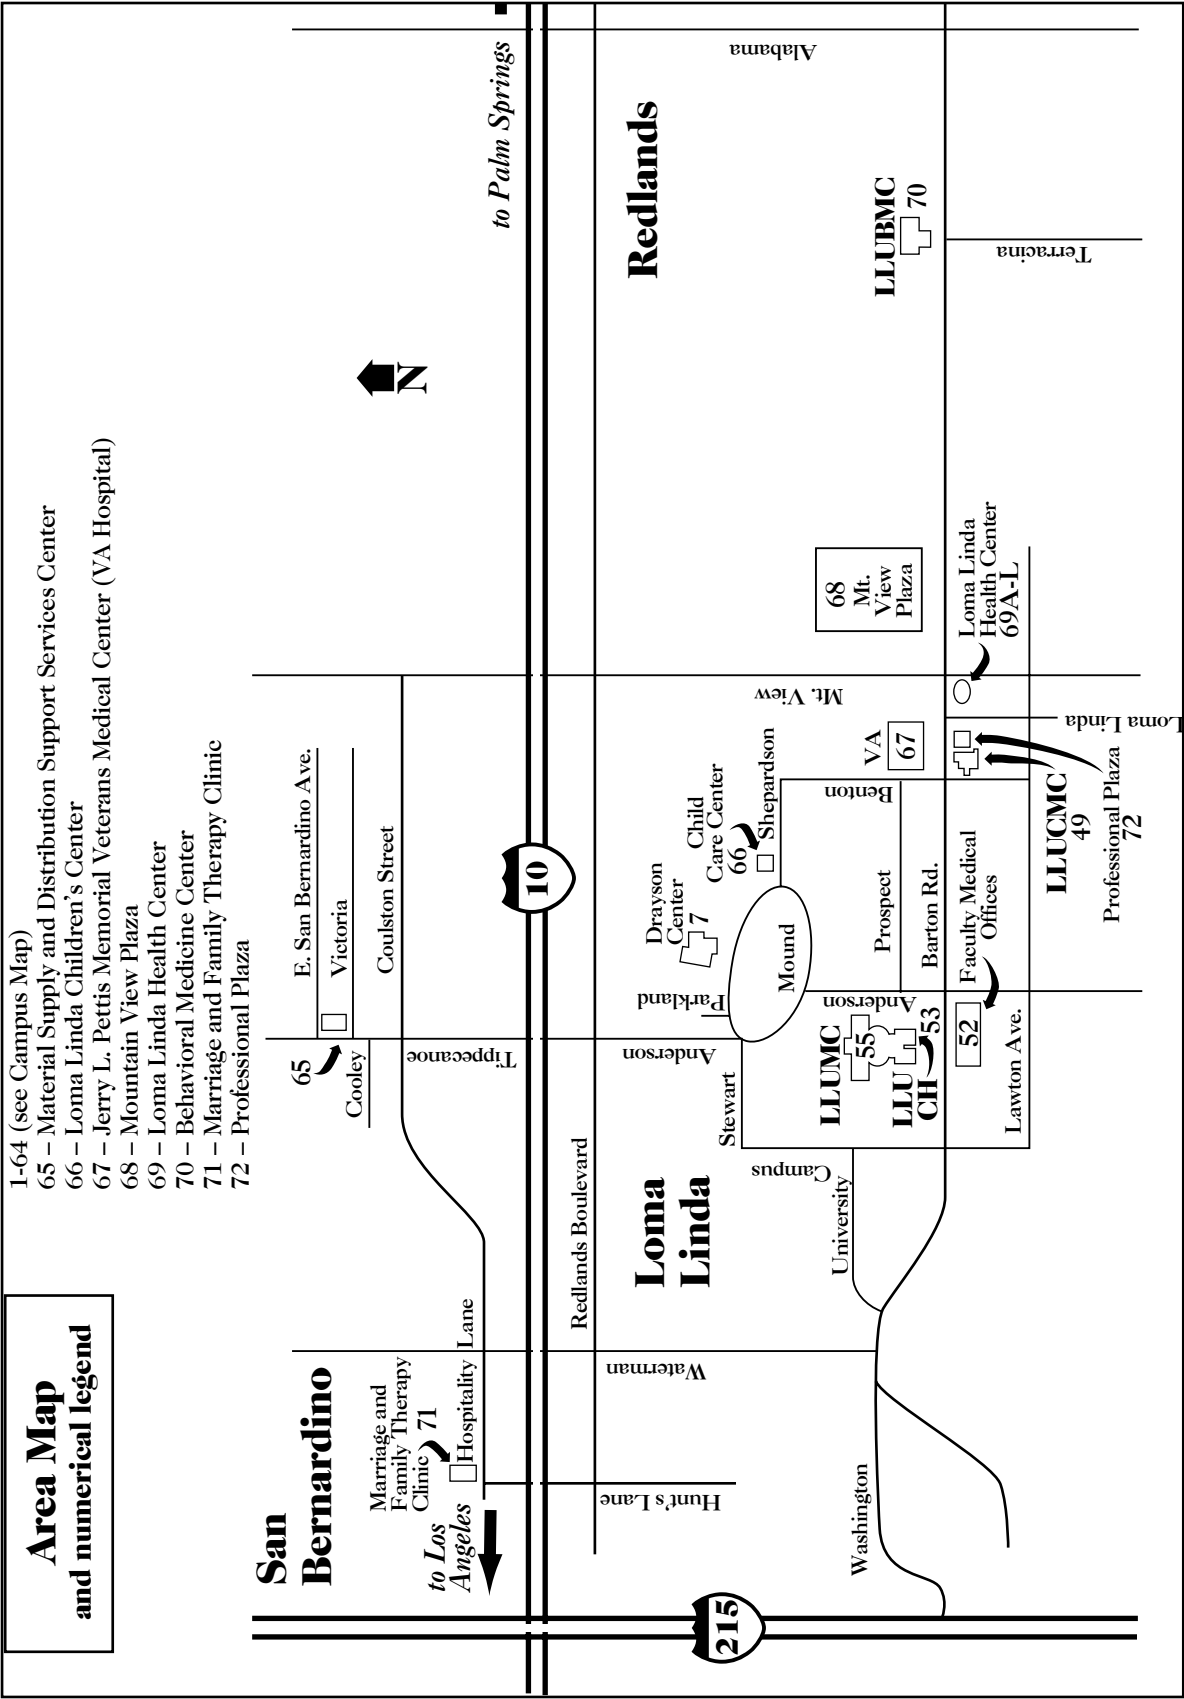 Area Map
and numerical legend
1-64 (see Campus Map)
65 – Material Supply and Distribution Support Services Center
66 – Loma Linda Children's Center
67 – Jerry L. Pettis Memorial Veterans Medical Center (VA Hospital)
68 – Mountain View Plaza
69 – Loma Linda Health Center
70 – Behavioral Medicine Center
71 – Marriage and Family Therapy Clinic
72 – Professional Plaza
San
Bernardino
E. San Bernardino Ave.
Victoria
65
Cooley
Coulston Street
Tippecanoe
N
Marriage and
Family Therapy
Clinic 71
Hospitality Lane
to Los
Angeles
to Palm Springs
10
215
Redlands Boulevard
Hunt's Lane
Waterman
Loma
Linda
Redlands
Alabama
Anderson
Parkland
Drayson
Center
7
Child
Care Center
66
Shepardson
Stewart
Mound
Mt. View
Campus
University
LLUMC
55
LLU
CH
53
Anderson
Prospect
Benton
VA
67
68
Mt.
View
Plaza
LLUBMC
70
Terracina
Washington
Barton Rd.
52
Faculty Medical
Offices
Lawton Ave.
LLUCMC
49
Professional Plaza
72
Loma Linda
Loma Linda
Health Center
69A-L